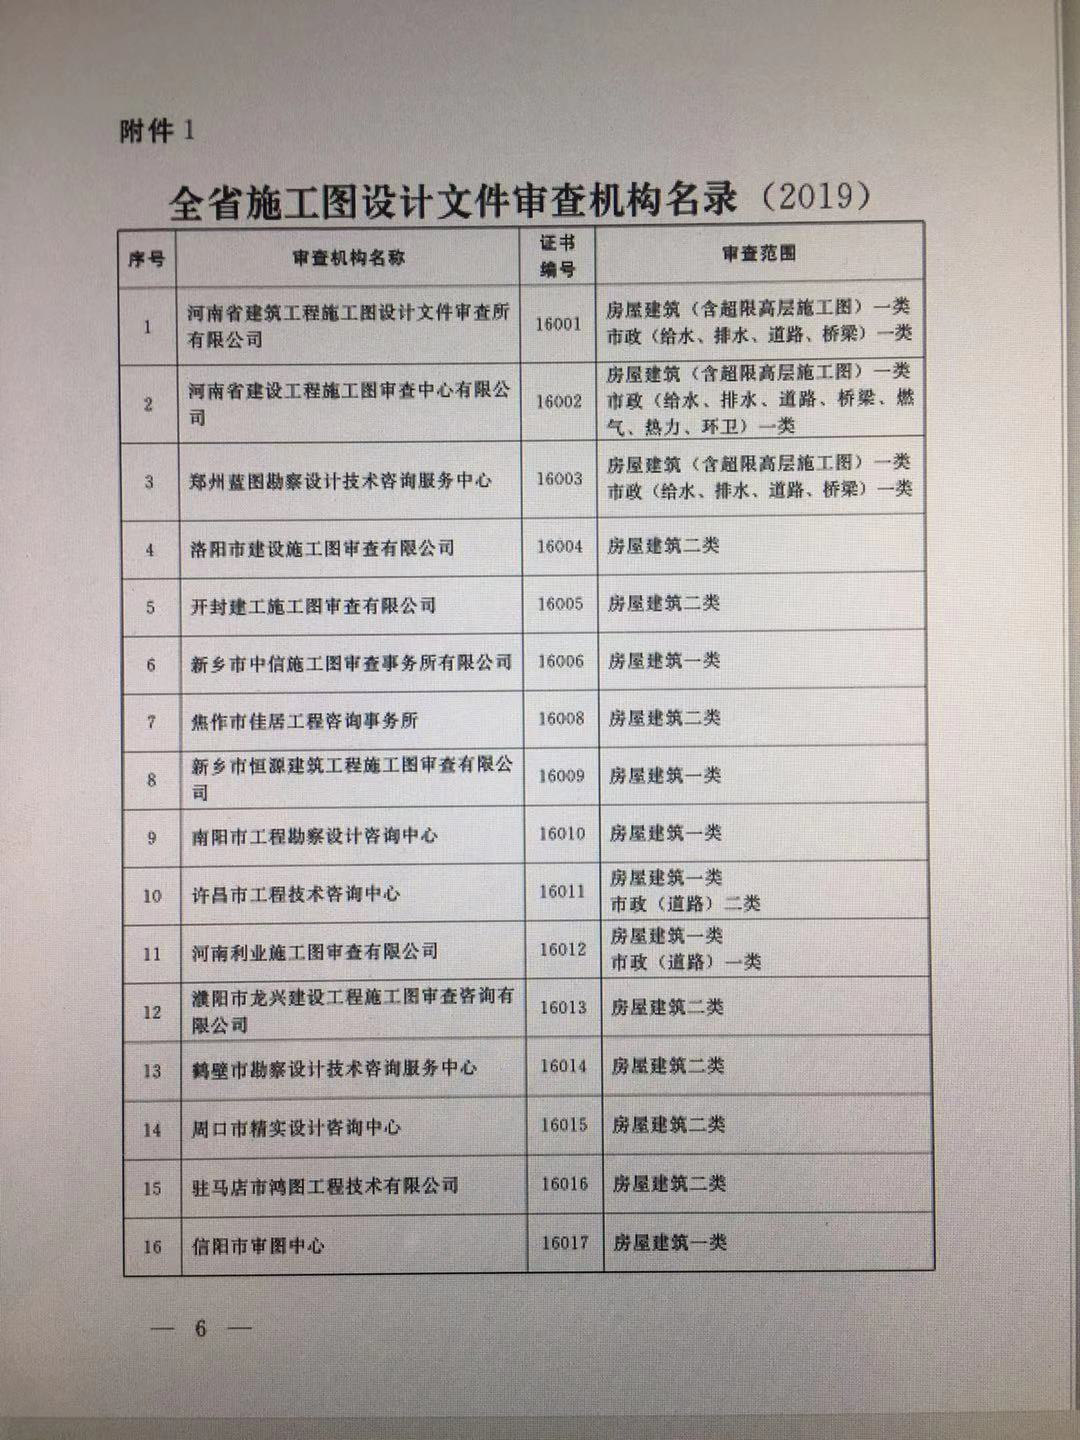 附件 1
全省施工图设计文件审查机构名录（2019）
序号 审查机构名称 证书编号 审查范围
1 河南省建筑工程施工图设计文件审查所有限公司 16001 房屋建筑（含超限高层施工图）一类
市政（给水、排水、道路、桥梁）一类
2 河南省建设工程施工图审查中心有限公司 16002 房屋建筑（含超限高层施工图）一类
市政（给水、排水、道路、桥梁、燃气、热力、环卫）一类
3 郑州蓝图勘察设计技术咨询服务中心 16003 房屋建筑（含超限高层施工图）一类
市政（给水、排水、道路、桥梁）一类
4 洛阳市建设施工图审查有限公司 16004 房屋建筑二类
5 开封建工施工图审查有限公司 16005 房屋建筑二类
6 新乡市中信施工图审查事务所有限公司 16006 房屋建筑一类
7 焦作市佳居工程咨询事务所 16008 房屋建筑二类
8 新乡市恒源建筑工程施工图审查有限公司 16009 房屋建筑一类
9 南阳市工程勘察设计咨询中心 16010 房屋建筑一类
10 许昌市工程技术咨询中心 16011 房屋建筑一类
市政（道路）二类
11 河南利业施工图审查有限公司 16012 房屋建筑一类
市政（道路）一类
12 濮阳市龙兴建设工程施工图审查咨询有限公司 16013 房屋建筑二类
13 鹤壁市勘察设计技术咨询服务中心 16014 房屋建筑二类
14 周口市精实设计咨询中心 16015 房屋建筑二类
15 驻马店市鸿图工程技术有限公司 16016 房屋建筑二类
16 信阳市审图中心 16017 房屋建筑一类
— 6 —